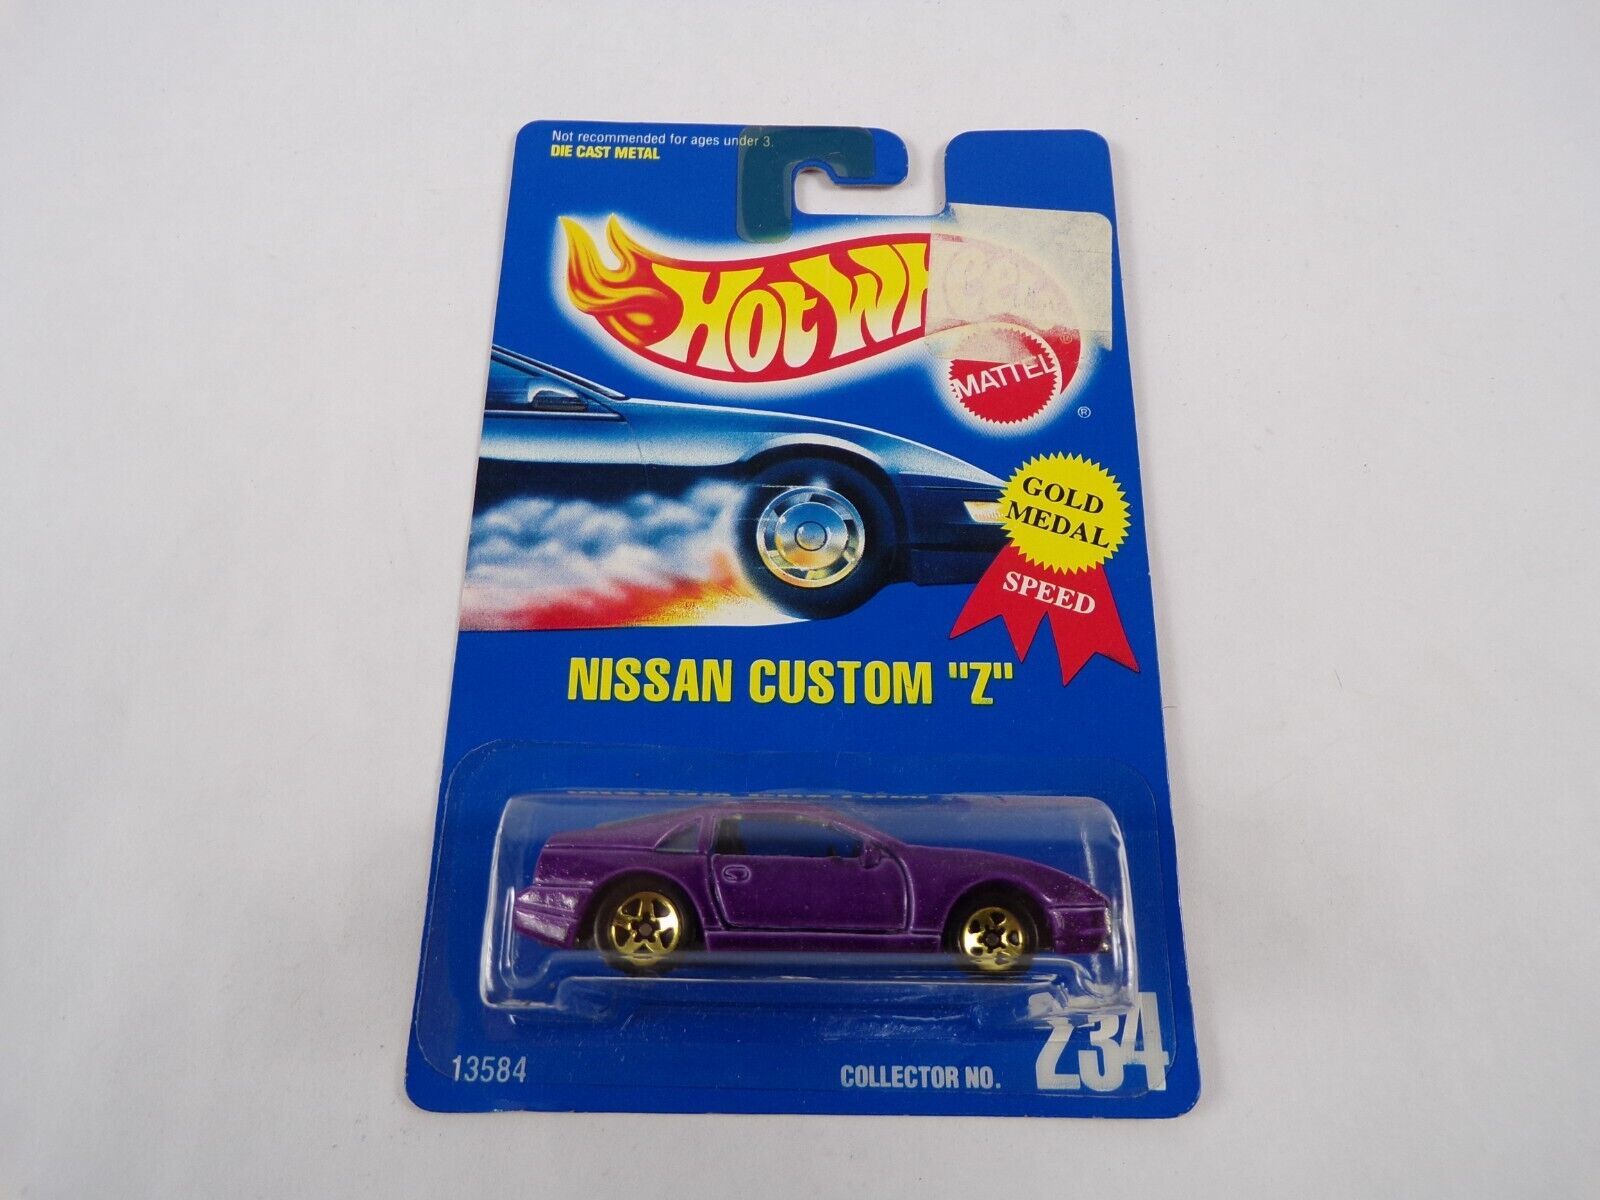 Not recommended for ages under 3.
DIE CAST METAL
HOT WHEELS
®
MATTEL
®
GOLD
MEDAL
SPEED
NISSAN CUSTOM "Z"
13584
COLLECTOR NO. 234